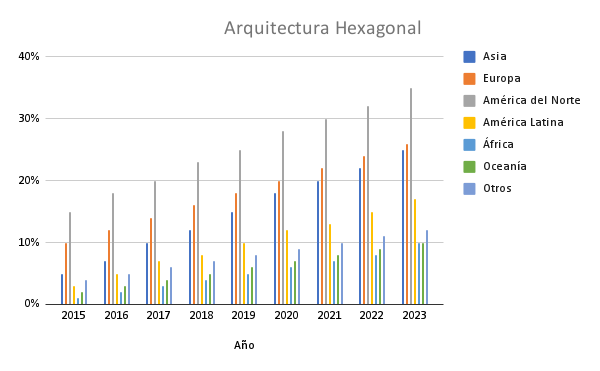 Arquitectura Hexagonal
40%
30%
20%
10%
0%
2015 2016 2017 2018 2019 2020 2021 2022 2023
Año
Asia
Europa
América del Norte
América Latina
África
Oceanía
Otros